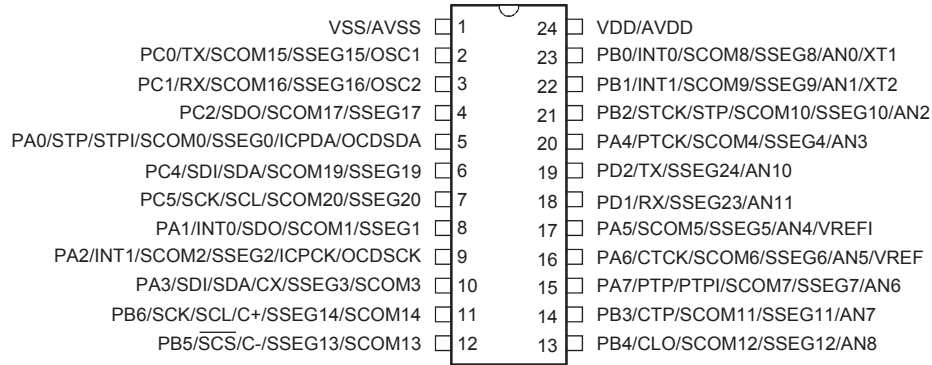 VSS/AVSS 1 24 VDD/AVDD
PC0/TX/SCOM15/SSEG15/OSC1 2 23 PB0/INT0/SCOM8/SSEG8/AN0/XT1
PC1/RX/SCOM16/SSEG16/OSC2 3 22 PB1/INT1/SCOM9/SSEG9/AN1/XT2
PC2/SDO/SCOM17/SSEG17 4 21 PB2/STCK/STP/SCOM10/SSEG10/AN2
PA0/STP/STPI/SCOM0/SSEG0/ICPDA/OCDSDA 5 20 PA4/PTCK/SCOM4/SSEG4/AN3
PC4/SDI/SDA/SCOM19/SSEG19 6 19 PD2/TX/SSEG24/AN10
PC5/SCK/SCL/SCOM20/SSEG20 7 18 PD1/RX/SSEG23/AN11
PA1/INT0/SDO/SCOM1/SSEG1 8 17 PA5/SCOM5/SSEG5/AN4/VREFI
PA2/INT1/SCOM2/SSEG2/ICPCK/OCDSCK 9 16 PA6/CTCK/SCOM6/SSEG6/AN5/VREF
PA3/SDI/SDA/CX/SSEG3/SCOM3 10 15 PA7/PTP/PTPI/SCOM7/SSEG7/AN6
PB6/SCK/SCL/C+/SSEG14/SCOM14 11 14 PB3/CTP/SCOM11/SSEG11/AN7
PB5/SCS/C-/SSEG13/SCOM13 12 13 PB4/CLO/SCOM12/SSEG12/AN8